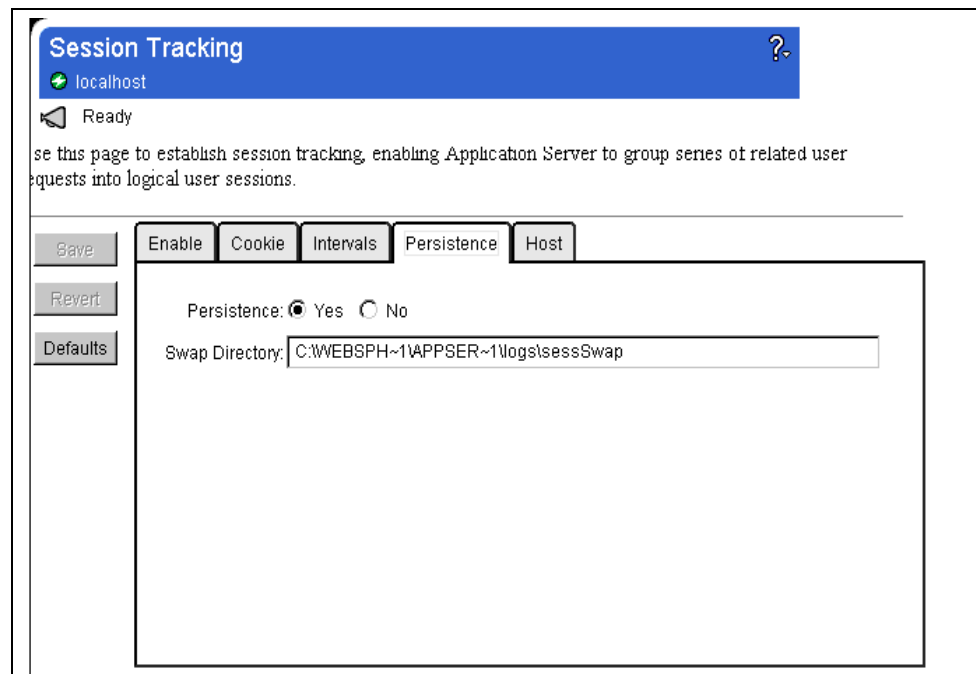 Session Tracking
?
localhost
Ready
se this page to establish session tracking, enabling Application Server to group series of related user
equests into logical user sessions.
Save
Enable Cookie Intervals Persistence Host
Revert
Persistence: Yes No
Defaults
Swap Directory: C:\WEBSPH~1\APPSER~1\logs\sessSwap